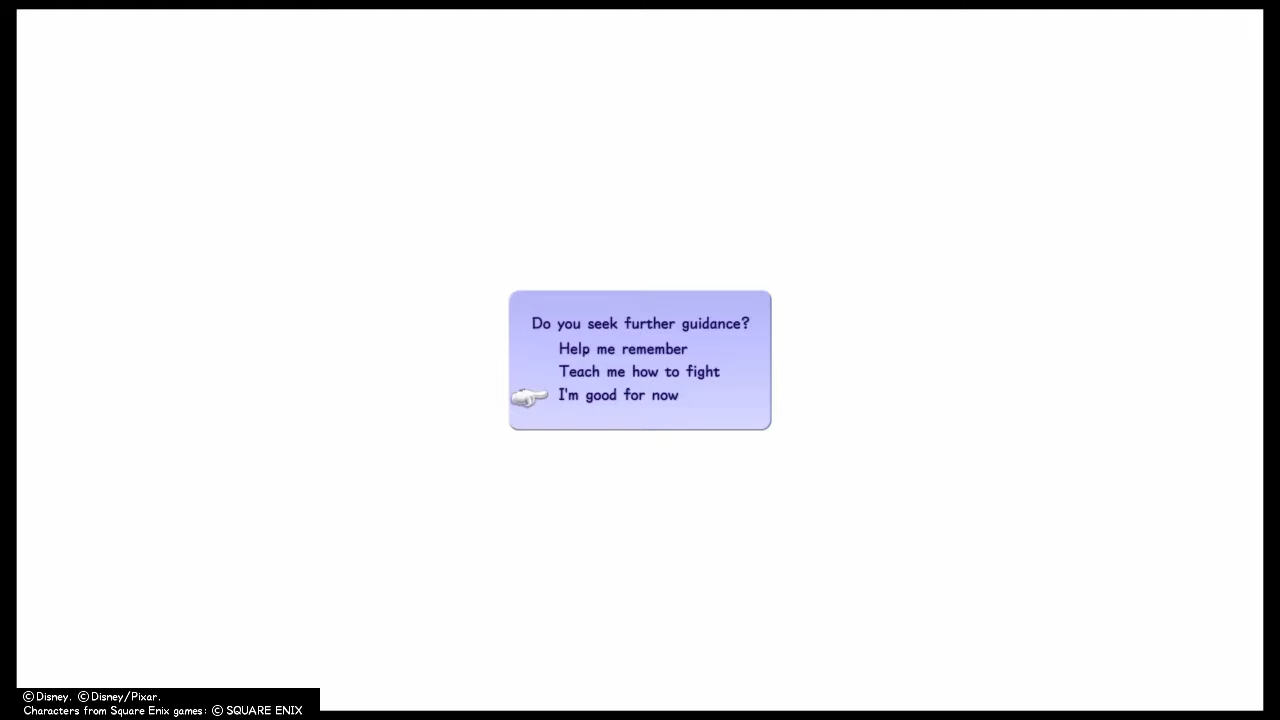 Do you seek further guidance?
Help me remember
Teach me how to fight
I'm good for now
©Disney. ©Disney/Pixar.
Characters from Square Enix games: © SQUARE ENIX